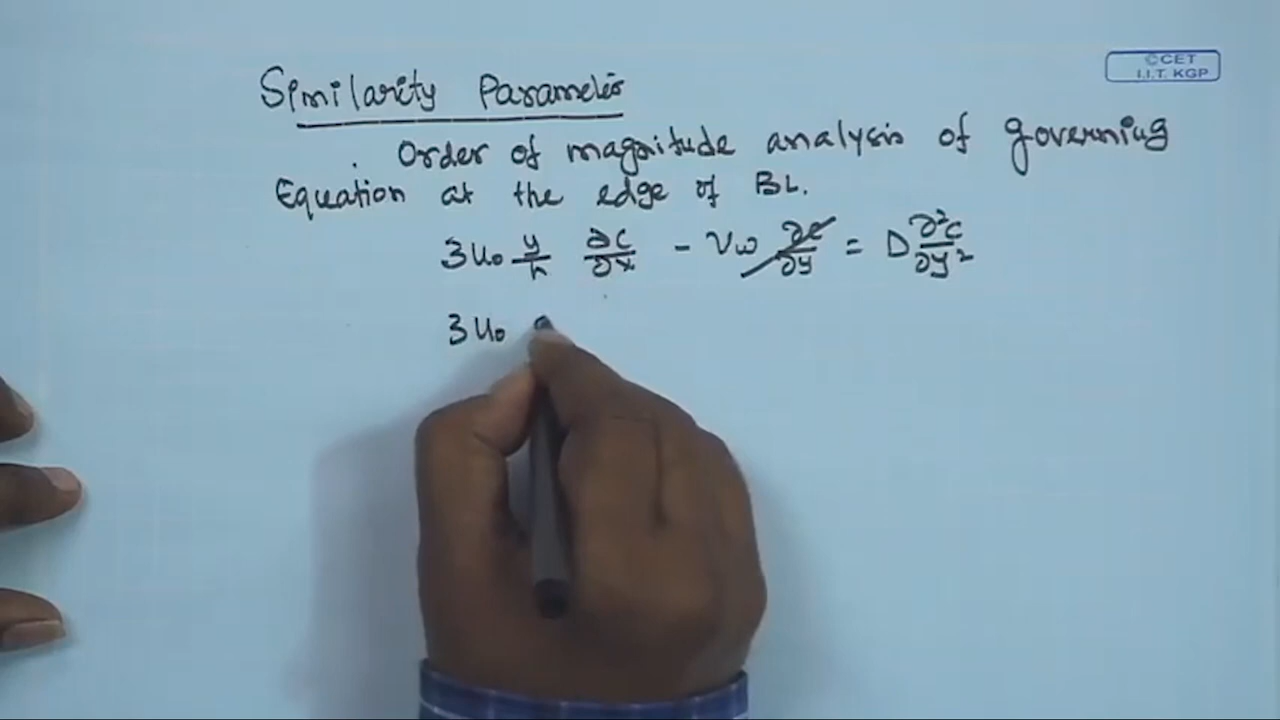 ©CET
I.I.T. KGP
Similarity Parameter
. Order of magnitude analysis of governing
Equation at the edge of BL.
3u₀ y/h ∂c/∂x - Vw ∂c/∂y = D ∂²c/∂y²
3u₀